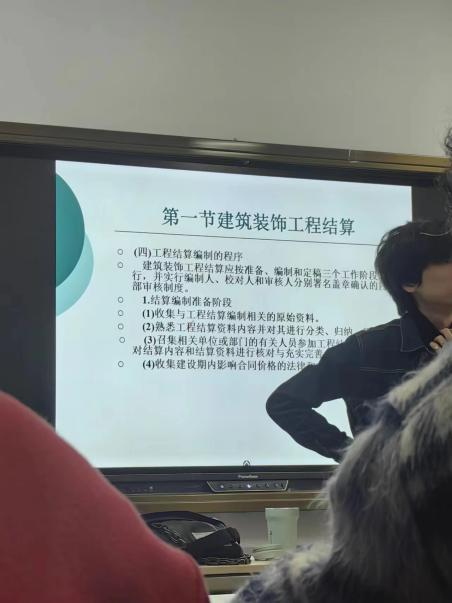 第一节建筑装饰工程结算
(四)工程结算编制的程序
建筑装饰工程结算应按准备、编制和定稿三个工作阶段
行，并实行编制人、校对人和审核人分别署名盖章确认的
部审核制度。
1.结算编制准备阶段
(1)收集与工程结算编制相关的原始资料。
(2)熟悉工程结算资料内容并对其进行分类、归纳、
(3)召集相关单位或部门的有关人员参加工程
对结算内容和结算资料进行核对与充实完善
(4)收集建设期内影响合同价格的法律